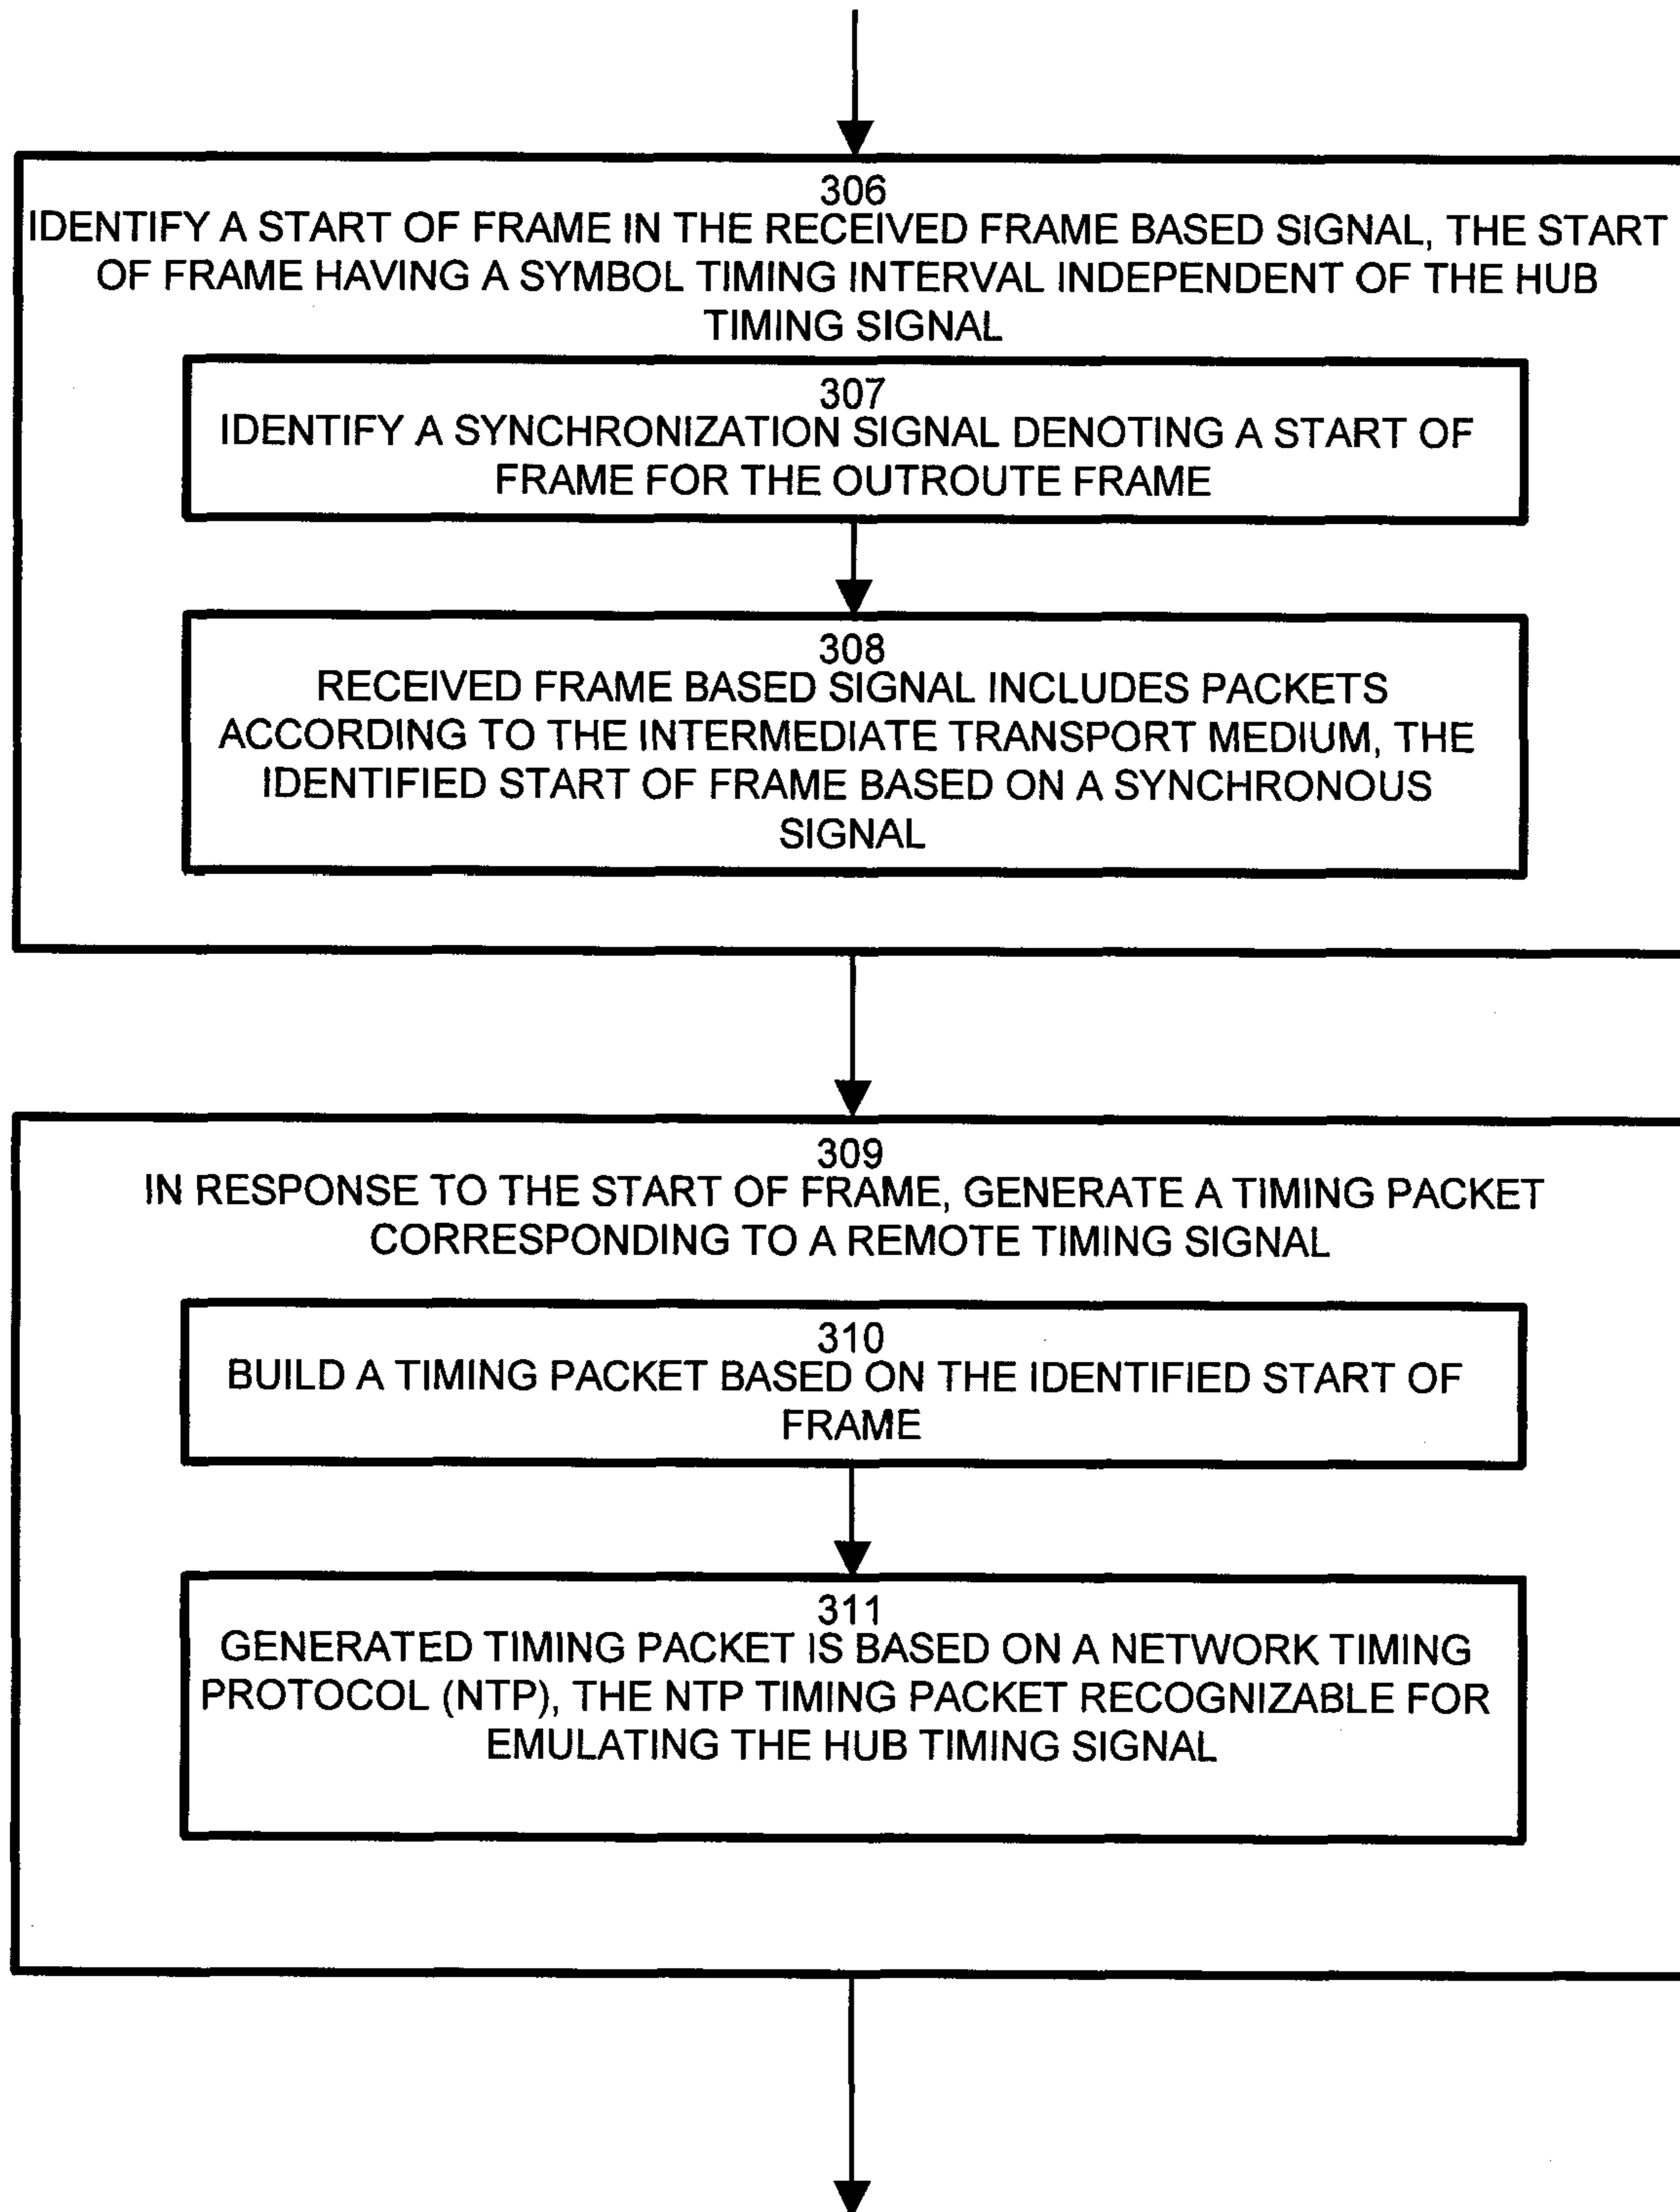 306
IDENTIFY A START OF FRAME IN THE RECEIVED FRAME BASED SIGNAL, THE START
OF FRAME HAVING A SYMBOL TIMING INTERVAL INDEPENDENT OF THE HUB
TIMING SIGNAL
307
IDENTIFY A SYNCHRONIZATION SIGNAL DENOTING A START OF
FRAME FOR THE OUTROUTE FRAME
308
RECEIVED FRAME BASED SIGNAL INCLUDES PACKETS
ACCORDING TO THE INTERMEDIATE TRANSPORT MEDIUM, THE
IDENTIFIED START OF FRAME BASED ON A SYNCHRONOUS
SIGNAL
309
IN RESPONSE TO THE START OF FRAME, GENERATE A TIMING PACKET
CORRESPONDING TO A REMOTE TIMING SIGNAL
310
BUILD A TIMING PACKET BASED ON THE IDENTIFIED START OF
FRAME
311
GENERATED TIMING PACKET IS BASED ON A NETWORK TIMING
PROTOCOL (NTP), THE NTP TIMING PACKET RECOGNIZABLE FOR
EMULATING THE HUB TIMING SIGNAL